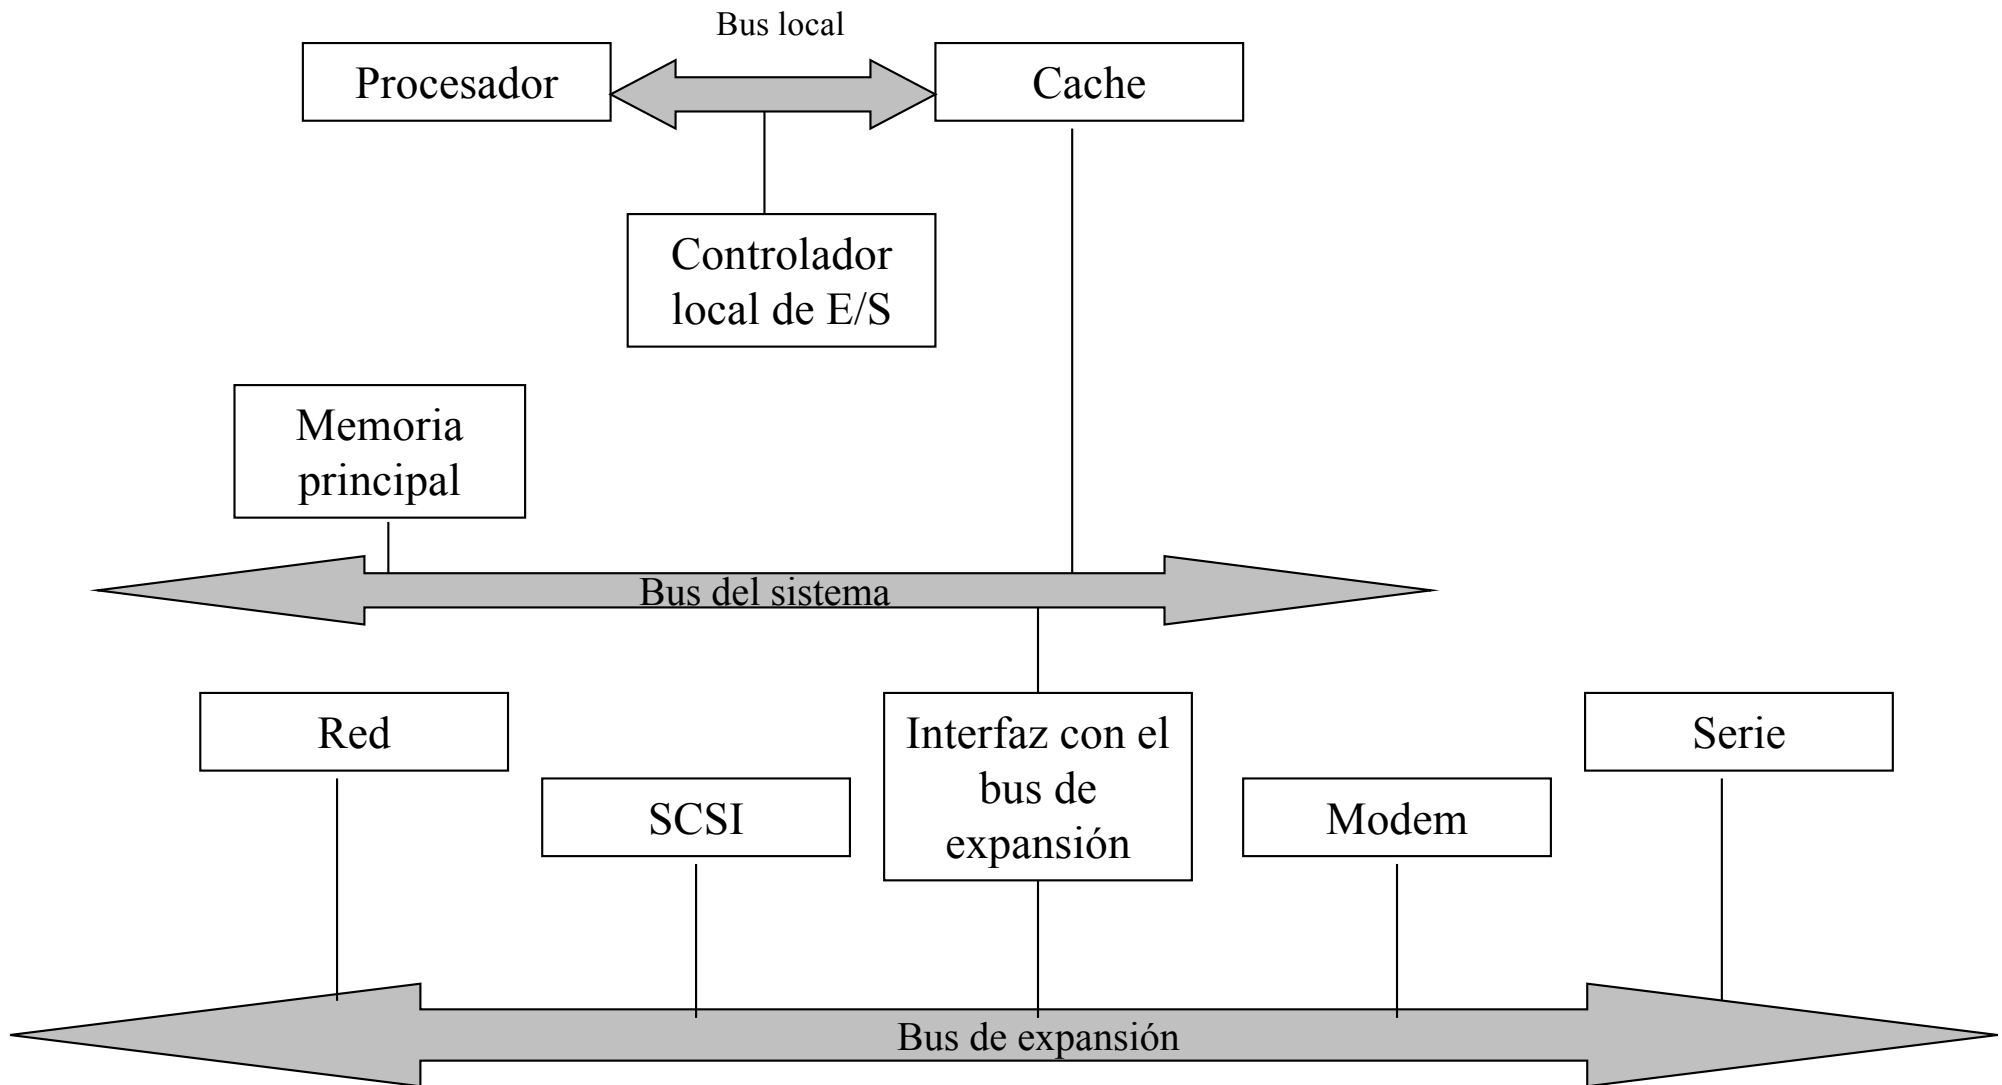 Bus local
Procesador
Cache
Controlador
local de E/S
Memoria
principal
Bus del sistema
Red
SCSI
Interfaz con el
bus de
expansión
Modem
Serie
Bus de expansión